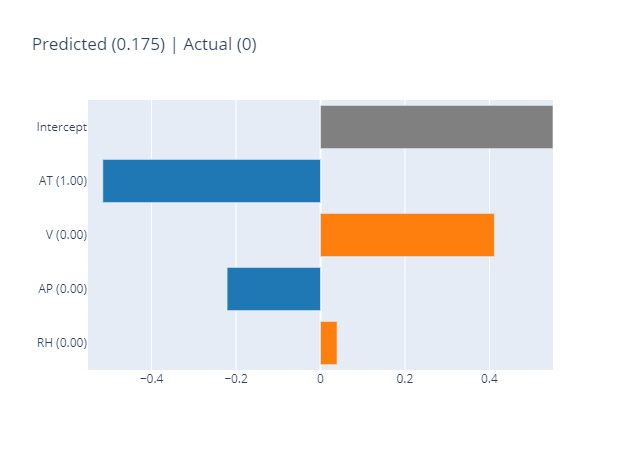 Predicted (0.175) | Actual (0)
Intercept
AT (1.00)
V (0.00)
AP (0.00)
RH (0.00)
−0.4 −0.2 0 0.2 0.4